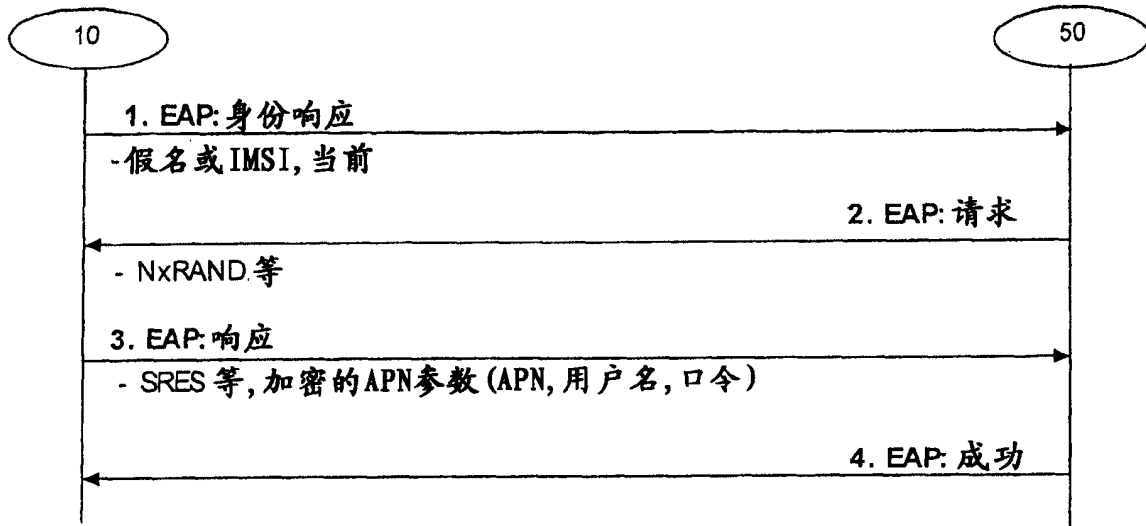 10
50
1. EAP:身份响应
-假名或IMSI,当前
2. EAP:请求
- NxRAND.等
3. EAP:响应
- SRES 等,加密的APN参数(APN,用户名,口令)
4. EAP:成功